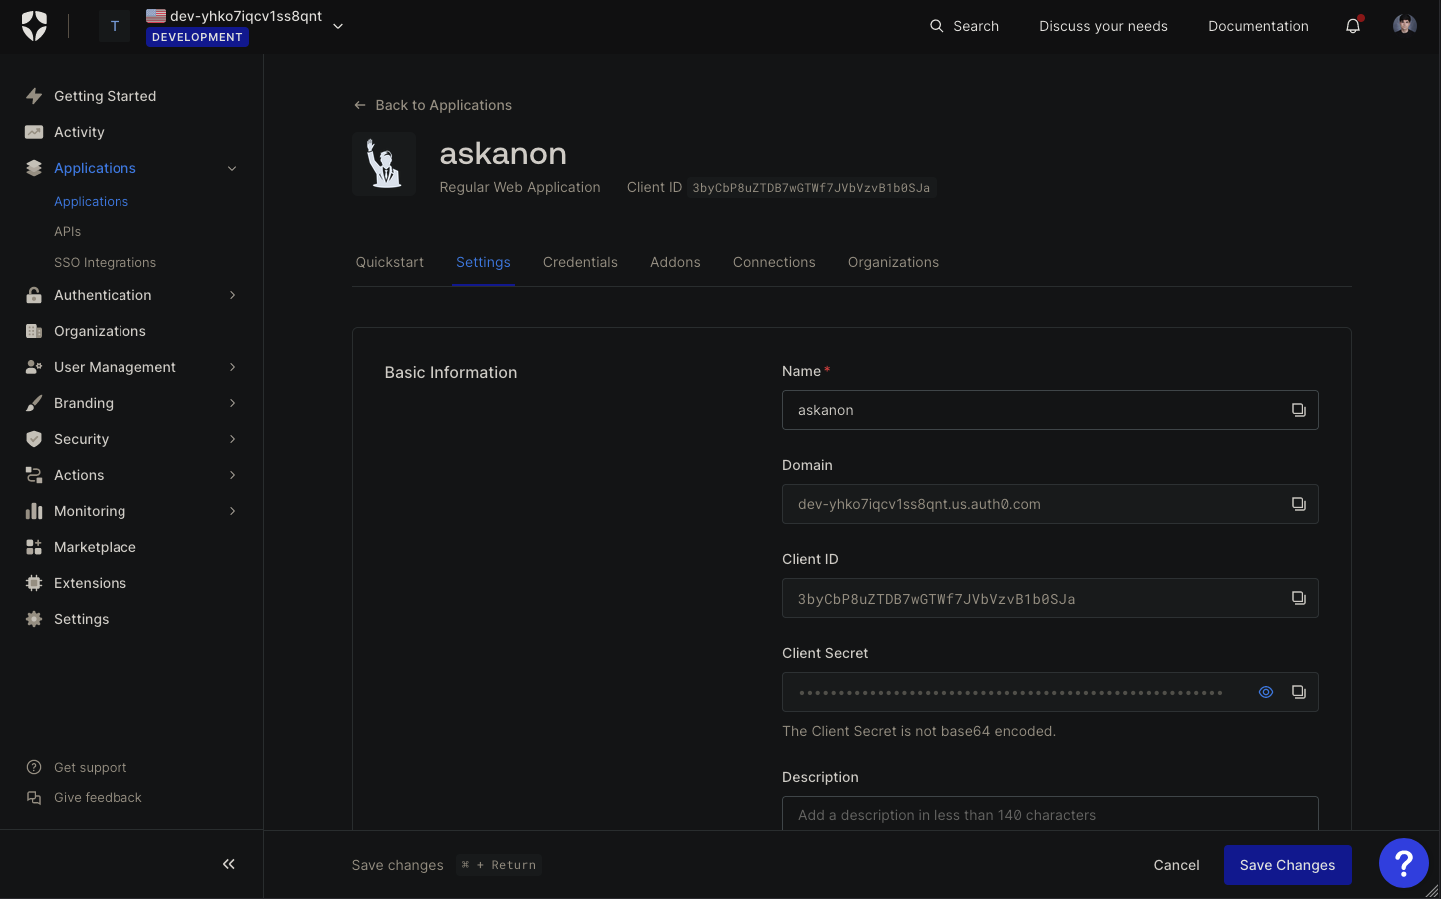 T
dev-yhko7iqcv1ss8qnt
DEVELOPMENT
Search
Discuss your needs
Documentation
Getting Started
Activity
Applications
Applications
APIs
SSO Integrations
Authentication
Organizations
User Management
Branding
Security
Actions
Monitoring
Marketplace
Extensions
Settings
Get support
Give feedback
Back to Applications
askanon
Regular Web Application Client ID 3byCbP8uZTDB7wGTWf7JVbVzvB1b0SJa
Quickstart Settings Credentials Addons Connections Organizations
Basic Information
Name *
askanon
Domain
dev-yhko7iqcv1ss8qnt.us.auth0.com
Client ID
3byCbP8uZTDB7wGTWf7JVbVzvB1b0SJa
Client Secret
The Client Secret is not base64 encoded.
Description
Add a description in less than 140 characters
Save changes ⌘ + Return
Cancel
Save Changes
?